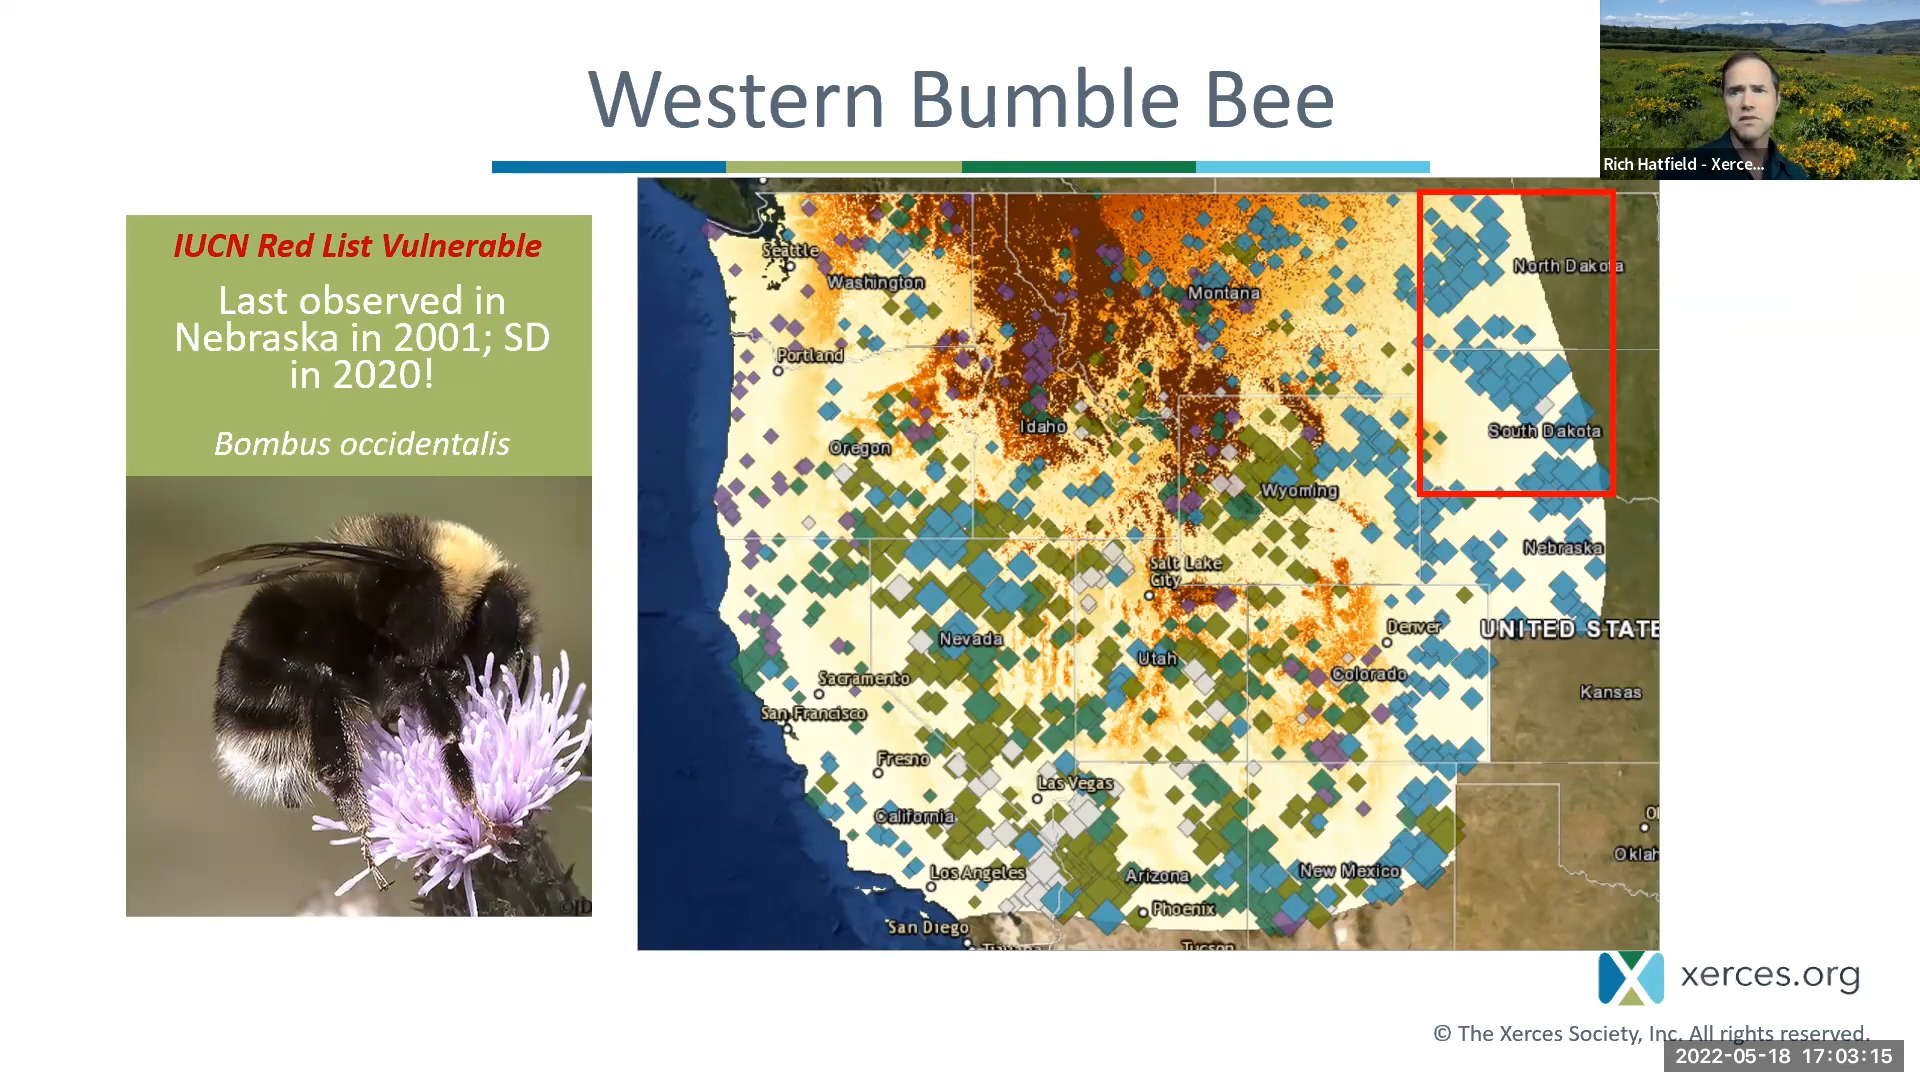 Western Bumble Bee
Rich Hatfield - Xerce...
IUCN Red List Vulnerable
Last observed in
Nebraska in 2001; SD
in 2020!
Bombus occidentalis
Seattle
Washington
Montana
North Dakota
Portland
Idaho
Oregon
South Dakota
Wyoming
Nebraska
Salt Lake
City
Nevada
Denver
UNITED STATE
Utah
Sacramento
Colorado
Kansas
San Francisco
Fresno
Las Vegas
California
Oklah
Los Angeles
Arizona
New Mexico
Phoenix
San Diego
Tijuana
Tucson
©JD
xerces.org
© The Xerces Society, Inc. All rights reserved.
2022-05-18 17:03:15